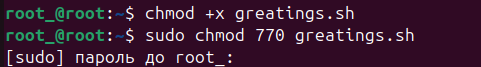 root_@root:~$ chmod +x greatings.sh
root_@root:~$ sudo chmod 770 greatings.sh
[sudo] пароль до root_: